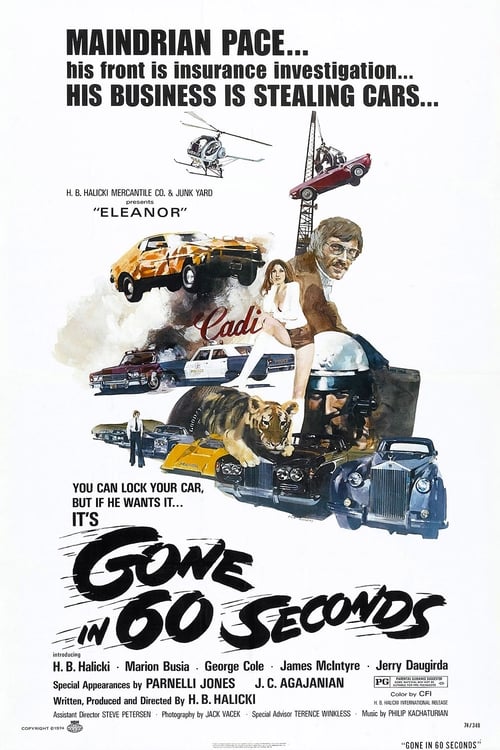 MAINDRIAN PACE...
his front is insurance investigation...
HIS BUSINESS IS STEALING CARS...
H. B. HALICKI MERCANTILE CO. & JUNK YARD
presents
"ELEANOR"
Cadi
YOU CAN LOCK YOUR CAR,
BUT IF HE WANTS IT...
IT'S
GONE
IN 60 SECONDS
introducing
H. B. Halicki · Marion Busia · George Cole · James McIntyre · Jerry Daugirda
Special Appearances by PARNELLI JONES J. C. AGAJANIAN
PG
Color by CFI
Written, Produced and Directed by H. B. HALICKI
H. B. HALICKI INTERNATIONAL RELEASE
Assistant Director STEVE PETERSEN · Photography by JACK VACEK · Special Advisor TERENCE WINKLESS · Music by PHILIP KACHATURIAN
COPYRIGHT ©1974
74/348
"GONE IN 60 SECONDS"